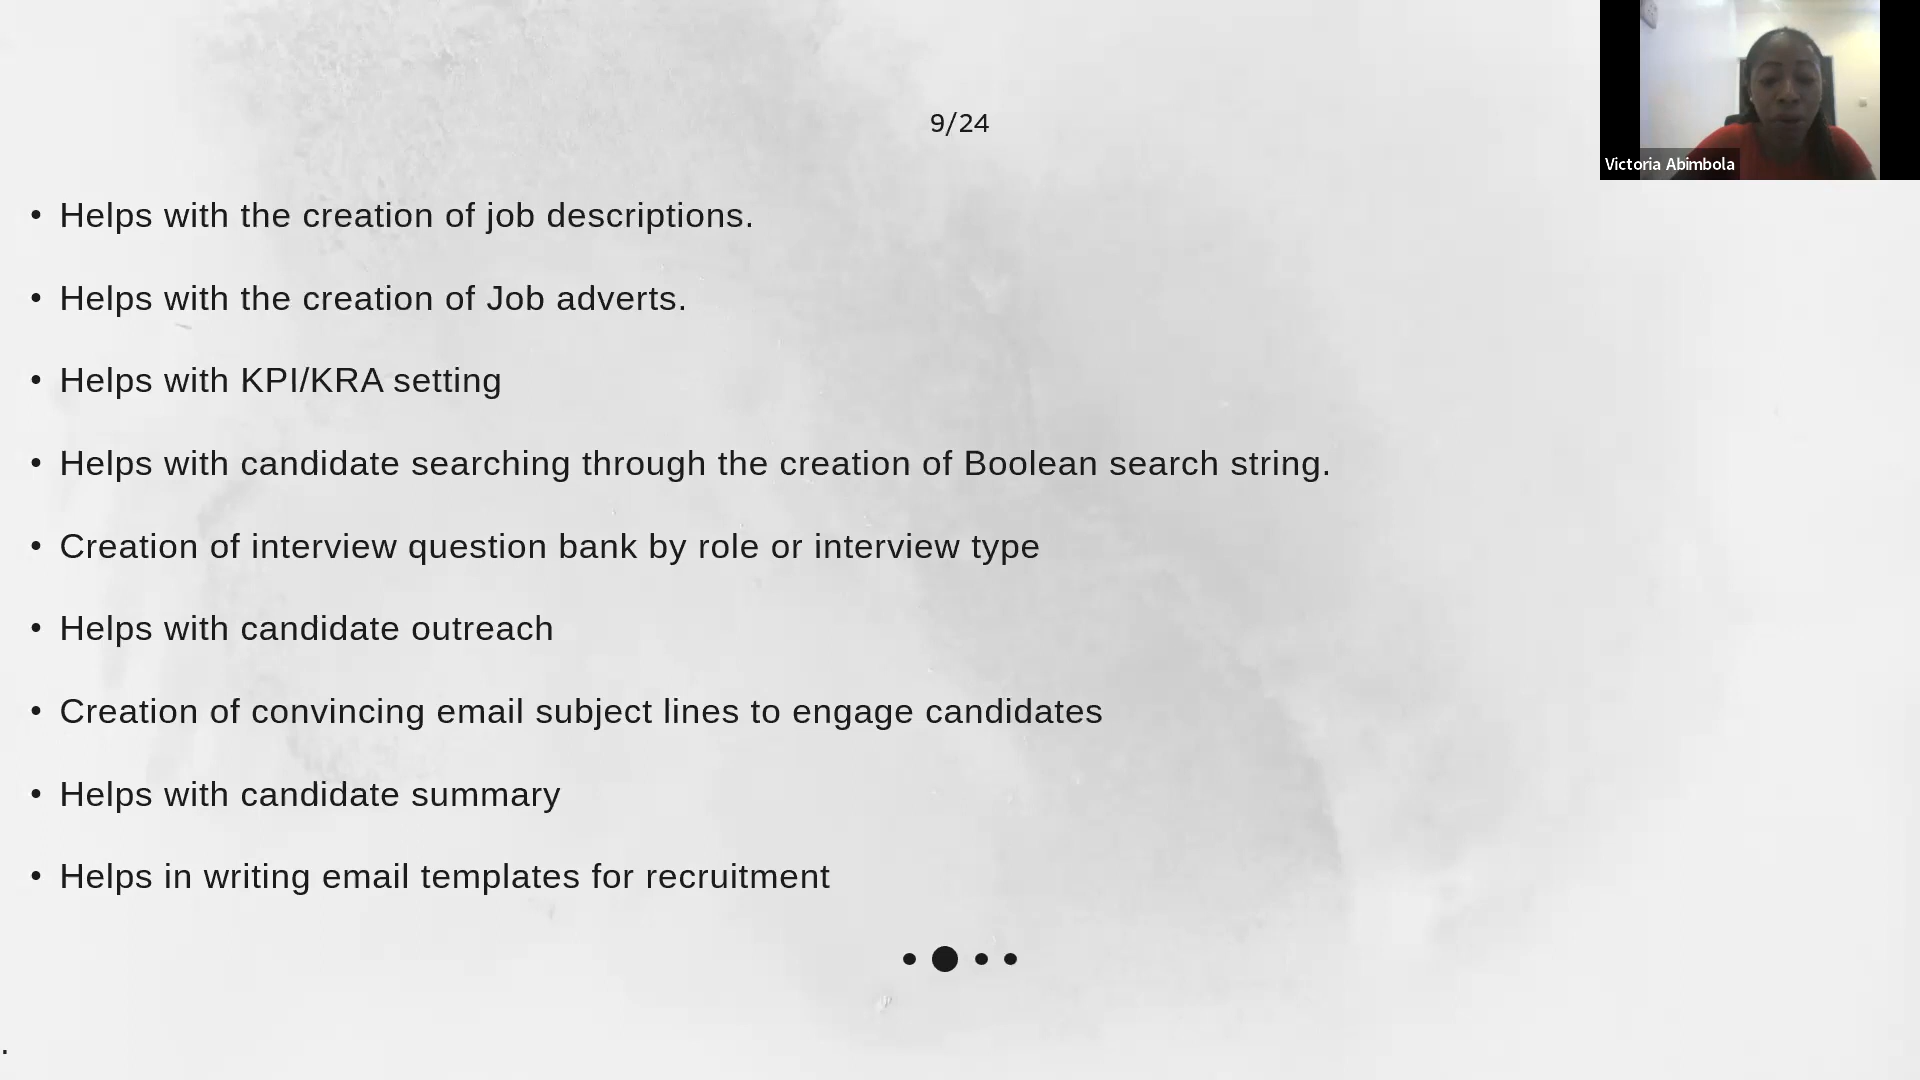 9/24
Victoria Abimbola
• Helps with the creation of job descriptions.
• Helps with the creation of Job adverts.
• Helps with KPI/KRA setting
• Helps with candidate searching through the creation of Boolean search string.
• Creation of interview question bank by role or interview type
• Helps with candidate outreach
• Creation of convincing email subject lines to engage candidates
• Helps with candidate summary
• Helps in writing email templates for recruitment
.